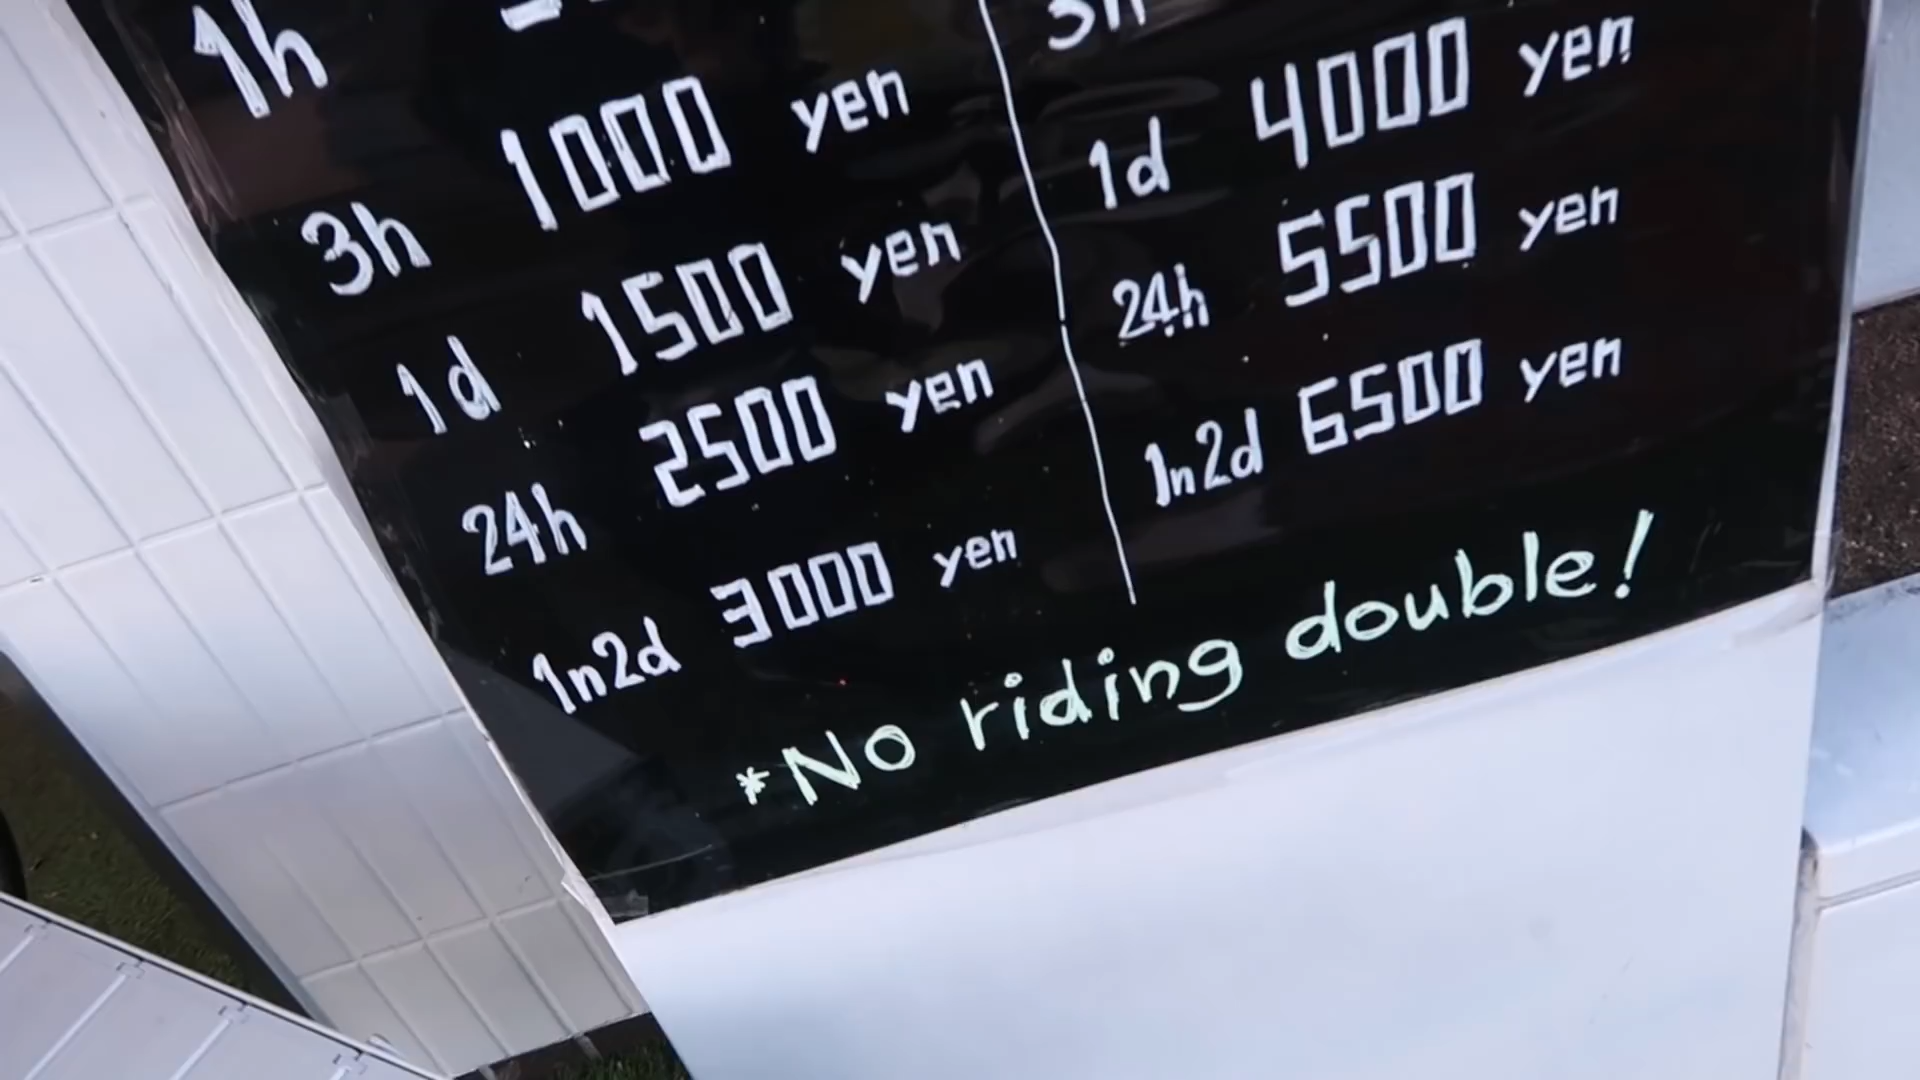 1h
3h 1000 yen
1d 1500 yen
24h 2500 yen
1n2d 3000 yen
3h
1d 4000 yen
24h 5500 yen
1n2d 6500 yen
*No riding double!